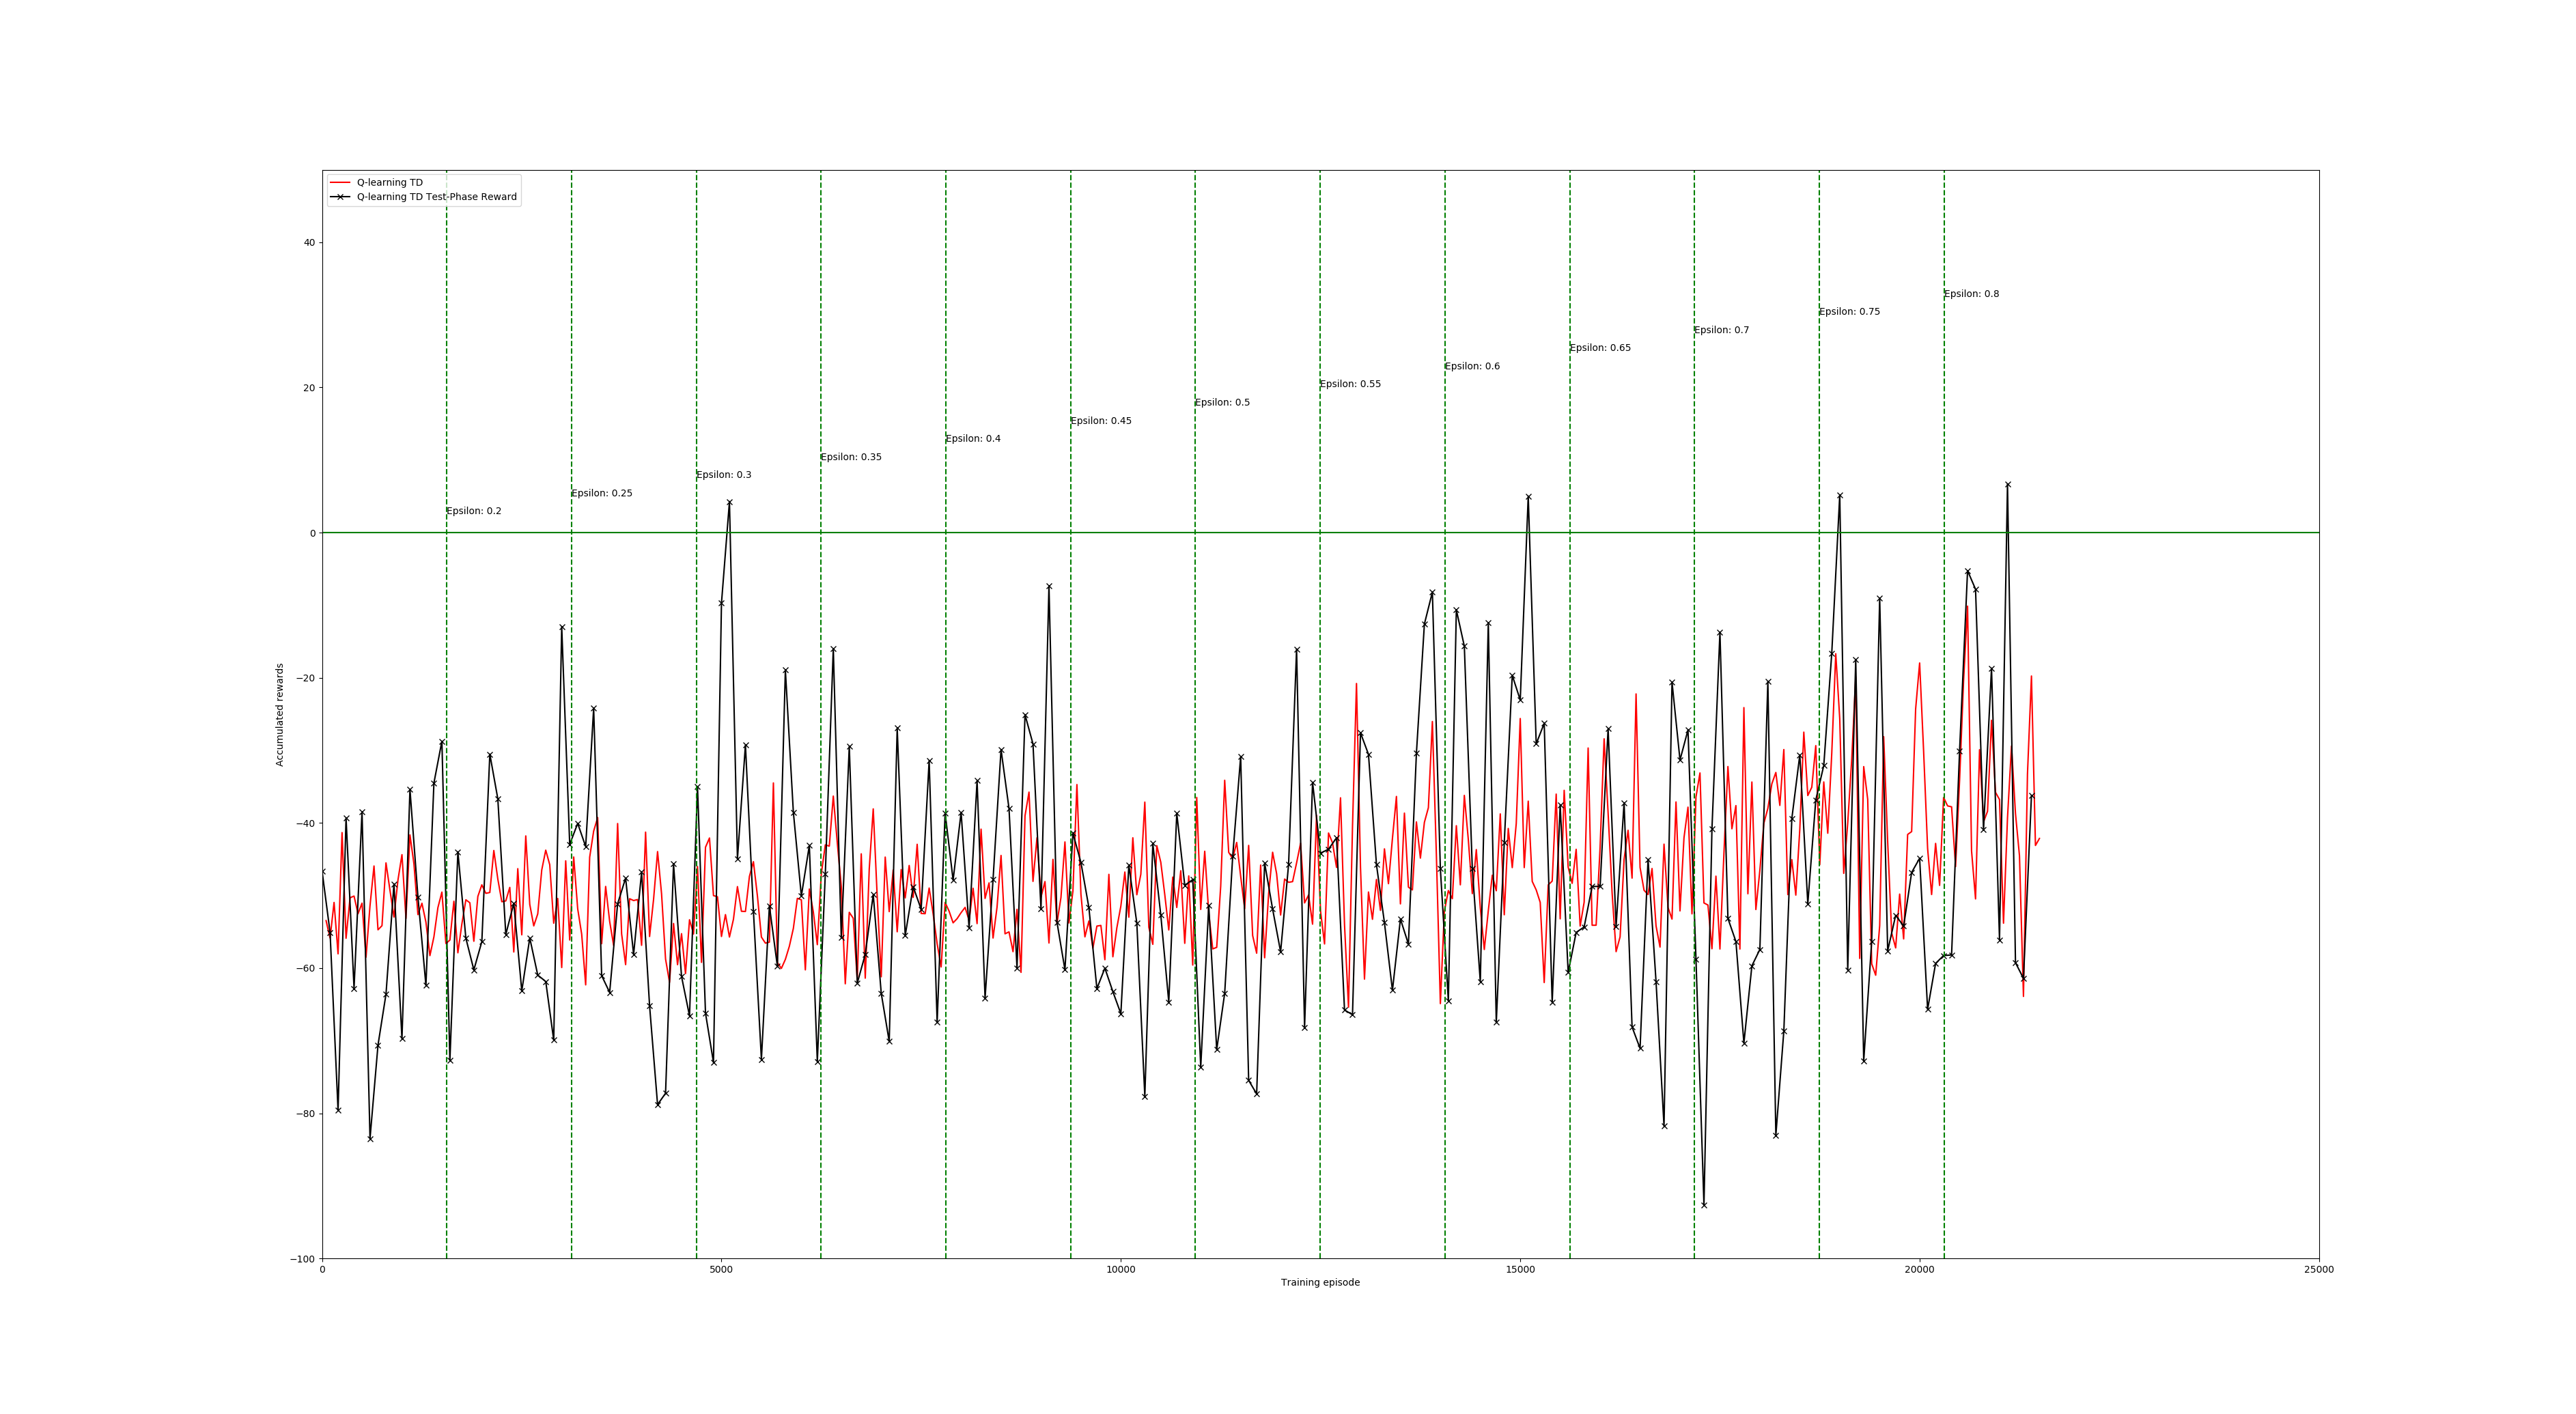 Q-learning TD
Q-learning TD Test-Phase Reward
40
20
0
−20
−40
−60
−80
−100
Accumulated rewards
Epsilon: 0.2
Epsilon: 0.25
Epsilon: 0.3
Epsilon: 0.35
Epsilon: 0.4
Epsilon: 0.45
Epsilon: 0.5
Epsilon: 0.55
Epsilon: 0.6
Epsilon: 0.65
Epsilon: 0.7
Epsilon: 0.75
Epsilon: 0.8
0 5000 10000 15000 20000 25000
Training episode